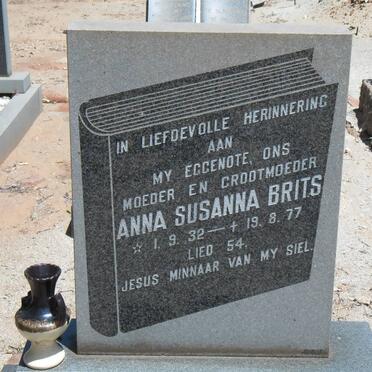 IN LIEFDEVOLLE HERINNERING
AAN
MY EGGENOTE, ONS
MOEDER EN GROOTMOEDER
ANNA SUSANNA BRITS
☆ 1. 9. 32 — ✝ 19. 8. 77
LIED 54.
JESUS MINNAAR VAN MY SIEL.